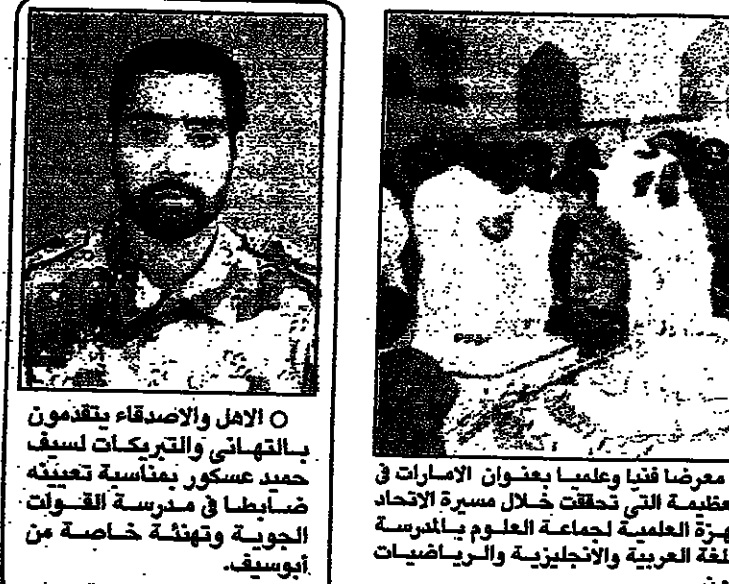 ○ الاهل والاصدقاء يتقدمون
بالتهاني والتبريكات لسيف
حميد عسكور بمناسبة تعيينه
ضابطا في مدرسة القوات
الجوية وتهنئة خاصة من
أبوسيف.
معرضا فنيا وعلميا بعنوان الامارات في
عظيمة التي تحققت خلال مسيرة الاتحاد
هزة العلمية لجماعة العلوم بالمدرسة
لغة العربية والانجليزية والرياضيات